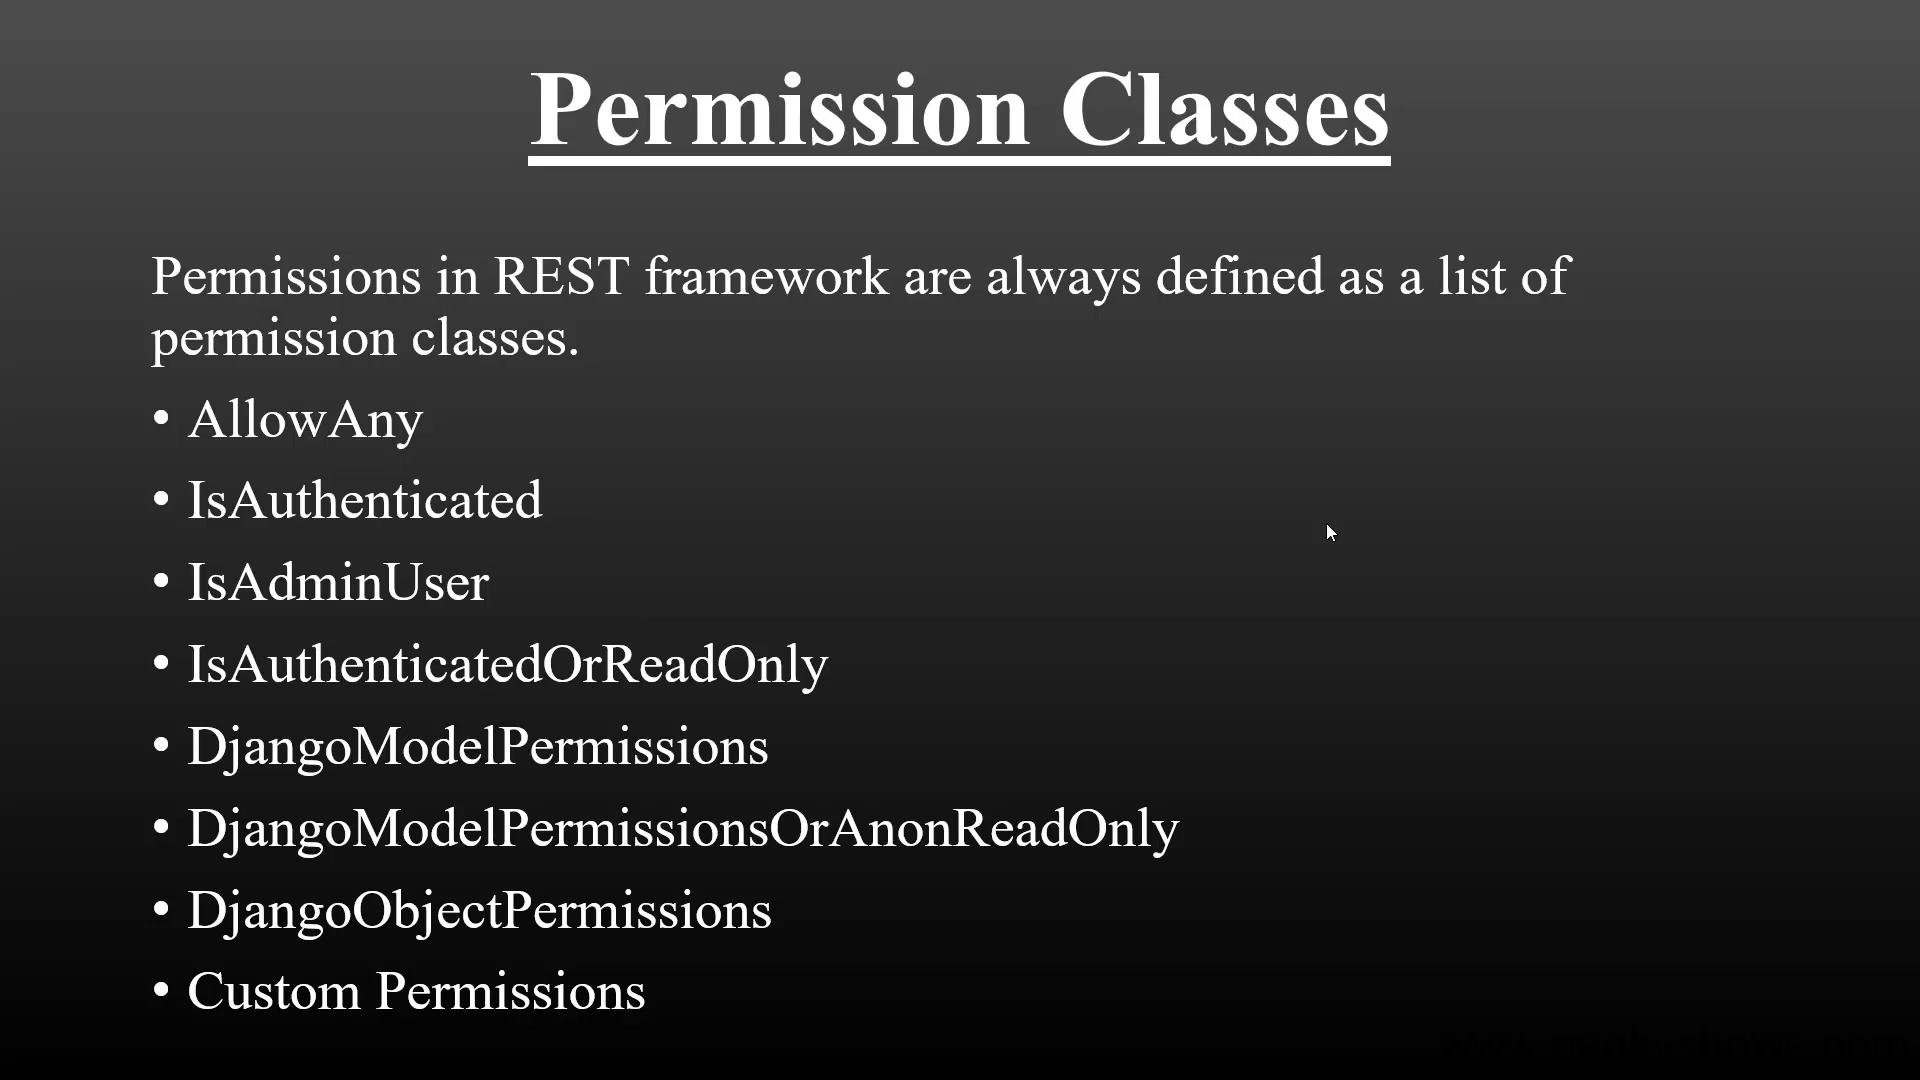 Permission Classes
Permissions in REST framework are always defined as a list of
permission classes.
• AllowAny
• IsAuthenticated
• IsAdminUser
• IsAuthenticatedOrReadOnly
• DjangoModelPermissions
• DjangoModelPermissionsOrAnonReadOnly
• DjangoObjectPermissions
• Custom Permissions